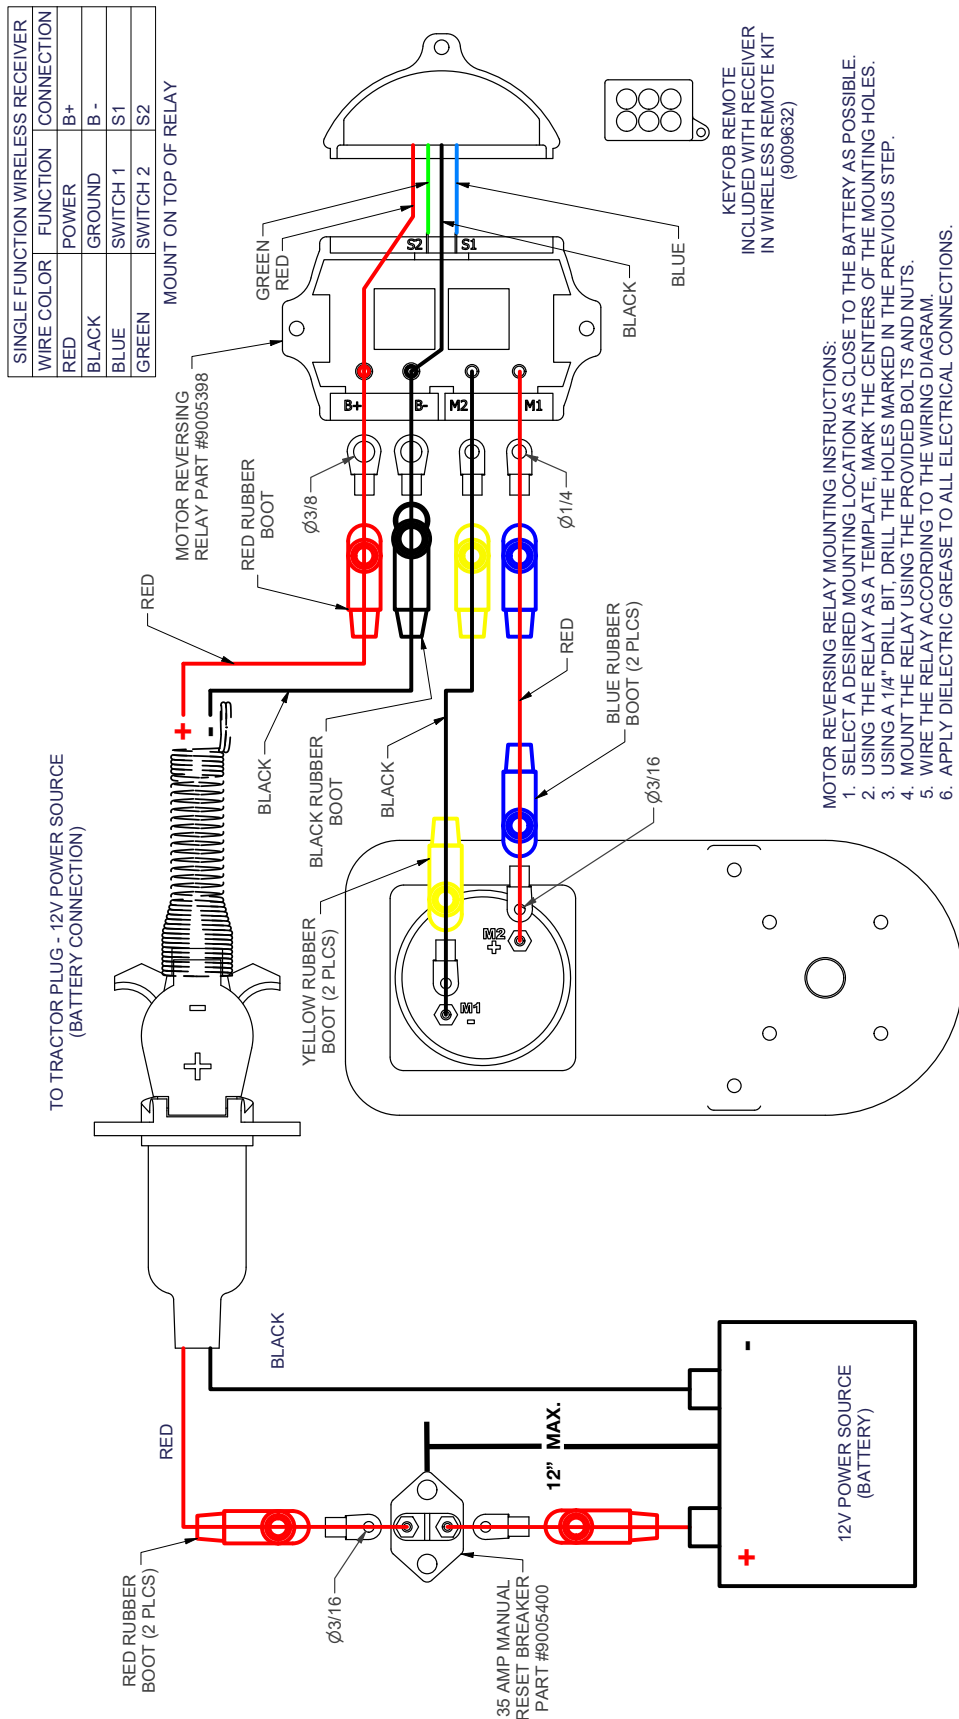 SINGLE FUNCTION WIRELESS RECEIVER
WIRE COLOR FUNCTION CONNECTION
RED POWER B+
BLACK GROUND B -
BLUE SWITCH 1 S1
GREEN SWITCH 2 S2
MOUNT ON TOP OF RELAY
TO TRACTOR PLUG - 12V POWER SOURCE
(BATTERY CONNECTION)
MOTOR REVERSING
RELAY PART #9005398
GREEN
RED
BLACK
BLUE
S2
S1
B+
B-
M2
M1
KEYFOB REMOTE
INCLUDED WITH RECEIVER
IN WIRELESS REMOTE KIT
(9009632)
RED
RED RUBBER
BOOT
Ø3/8
Ø1/4
+
-
BLACK
BLACK RUBBER
BOOT
BLACK
RED
BLUE RUBBER
BOOT (2 PLCS)
Ø3/16
YELLOW RUBBER
BOOT (2 PLCS)
M2
+
M1
-
-
+
RED
BLACK
RED RUBBER
BOOT (2 PLCS)
Ø3/16
35 AMP MANUAL
RESET BREAKER
PART #9005400
12” MAX.
+
-
12V POWER SOURCE
(BATTERY)
MOTOR REVERSING RELAY MOUNTING INSTRUCTIONS:
1. SELECT A DESIRED MOUNTING LOCATION AS CLOSE TO THE BATTERY AS POSSIBLE.
2. USING THE RELAY AS A TEMPLATE, MARK THE CENTERS OF THE MOUNTING HOLES.
3. USING A 1/4" DRILL BIT, DRILL THE HOLES MARKED IN THE PREVIOUS STEP.
4. MOUNT THE RELAY USING THE PROVIDED BOLTS AND NUTS.
5. WIRE THE RELAY ACCORDING TO THE WIRING DIAGRAM.
6. APPLY DIELECTRIC GREASE TO ALL ELECTRICAL CONNECTIONS.